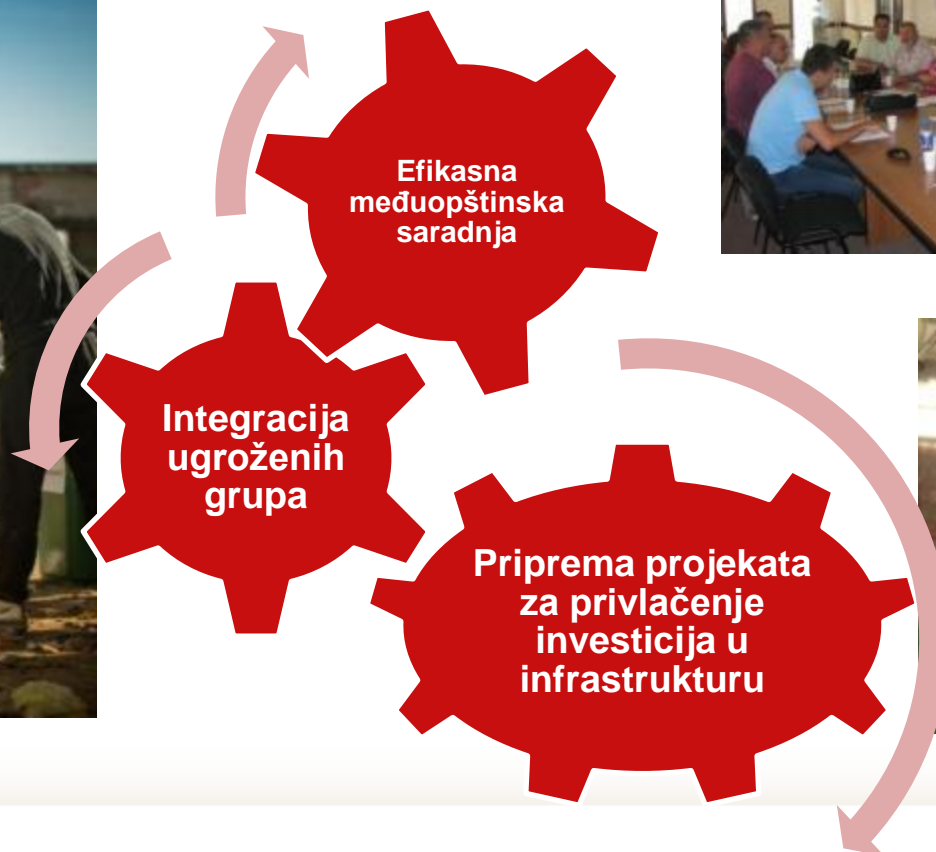 Efikasna
međuopštinska
saradnja
Integracija
ugroženih
grupa
Priprema projekata
za privlačenje
investicija u
infrastrukturu